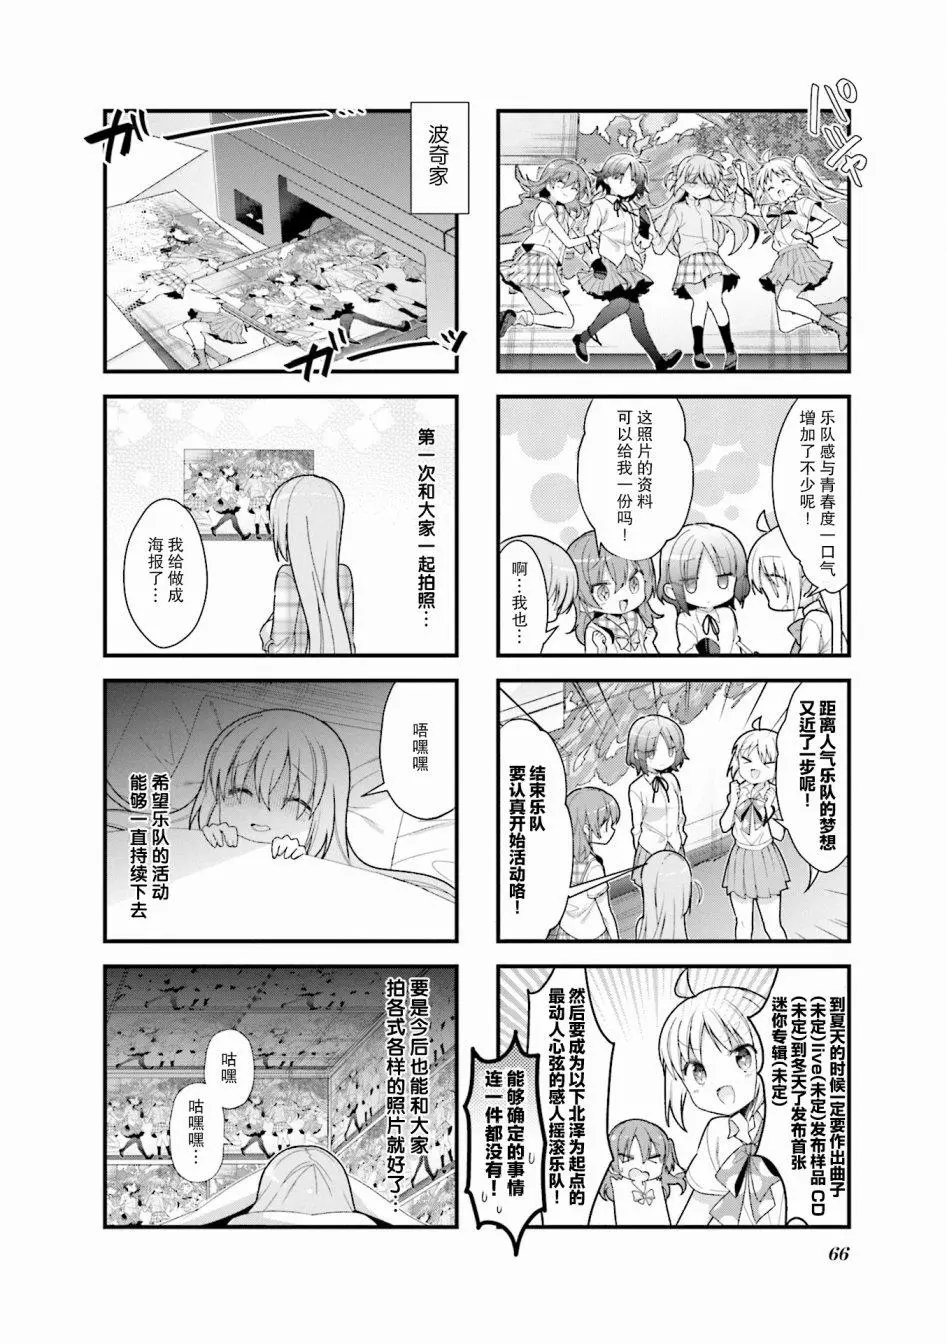 パシャ
乐队感与青春度一口气
增加了不少呢！
这照片的资料
可以给我一份吗！
啊…我也…
距离人气乐队的梦想
又近了一步呢！
结束乐队
要认真开始活动咯！
到夏天的时候一定要作出曲子
(未定)live(未定)发布样品CD
(未定)到冬天了发布首张
迷你专辑(未定)
然后要成为以下北泽为起点的
最动人心弦的感人摇滚乐队！
能够确定的事情
连一件都没有！
波奇家
ガー
ガー
第一次和大家一起拍照…
我给做成
海报了…
唔嘿嘿
希望乐队的活动
能够一直持续下去
要是今后也能和大家
拍各式各样的照片就好了…
咕嘿
咕嘿嘿…
66